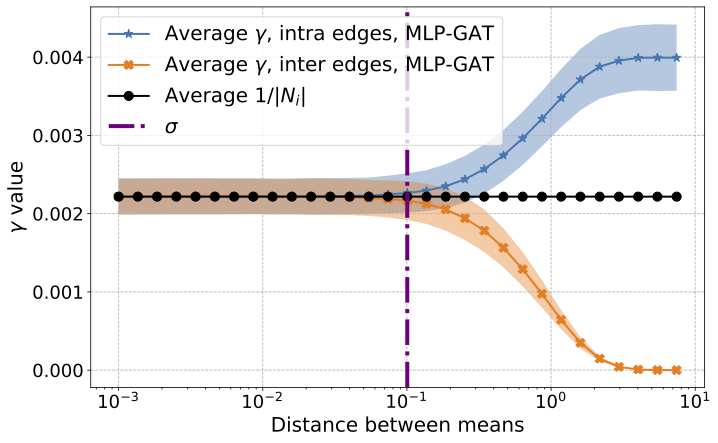 Average γ, intra edges, MLP-GAT
Average γ, inter edges, MLP-GAT
Average 1/|Nᵢ|
σ
γ value
0.004
0.003
0.002
0.001
0.000
10⁻³
10⁻²
10⁻¹
10⁰
10¹
Distance between means